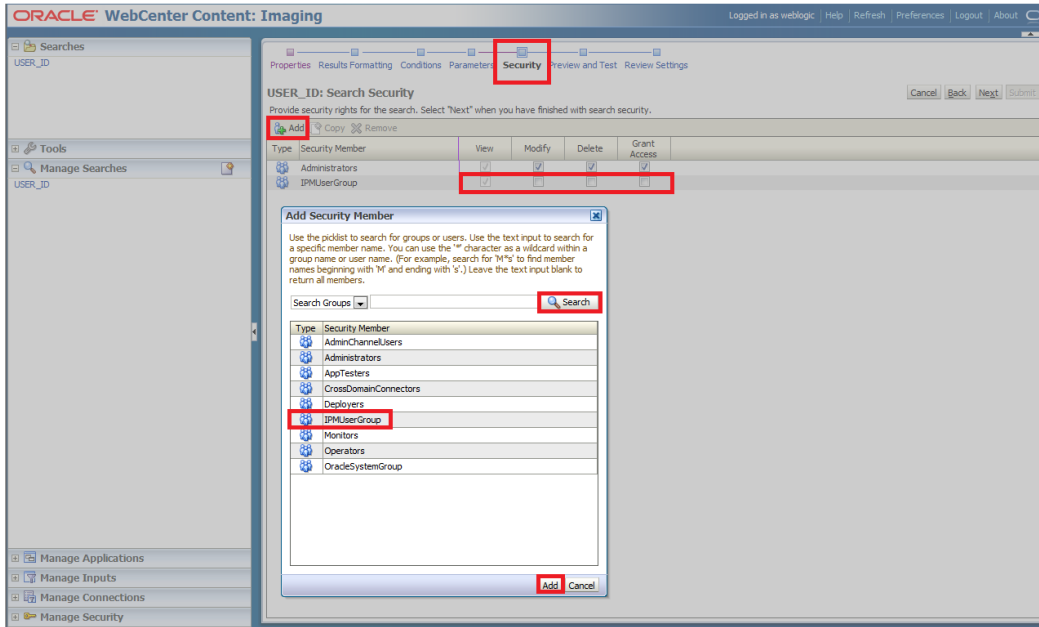 ORACLE WebCenter Content: Imaging
Logged in as weblogic | Help | Refresh | Preferences | Logout | About
Searches
USER_ID
Tools
Manage Searches
USER_ID
Manage Applications
Manage Inputs
Manage Connections
Manage Security
Properties Results Formatting Conditions Parameters Security Preview and Test Review Settings
USER_ID: Search Security
Cancel Back Next Submit
Provide security rights for the search. Select "Next" when you have finished with search security.
Add Copy Remove
Type Security Member View Modify Delete Grant Access
Administrators
IPMUserGroup
Add Security Member
Use the picklist to search for groups or users. Use the text input to search for
a specific member name. You can use the '*' character as a wildcard within a
group name or user name. (For example, search for 'M*s' to find member
names beginning with 'M' and ending with 's'.) Leave the text input blank to
return all members.
Search Groups Search
Type Security Member
AdminChannelUsers
Administrators
AppTesters
CrossDomainConnectors
Deployers
IPMUserGroup
Monitors
Operators
OracleSystemGroup
Add Cancel